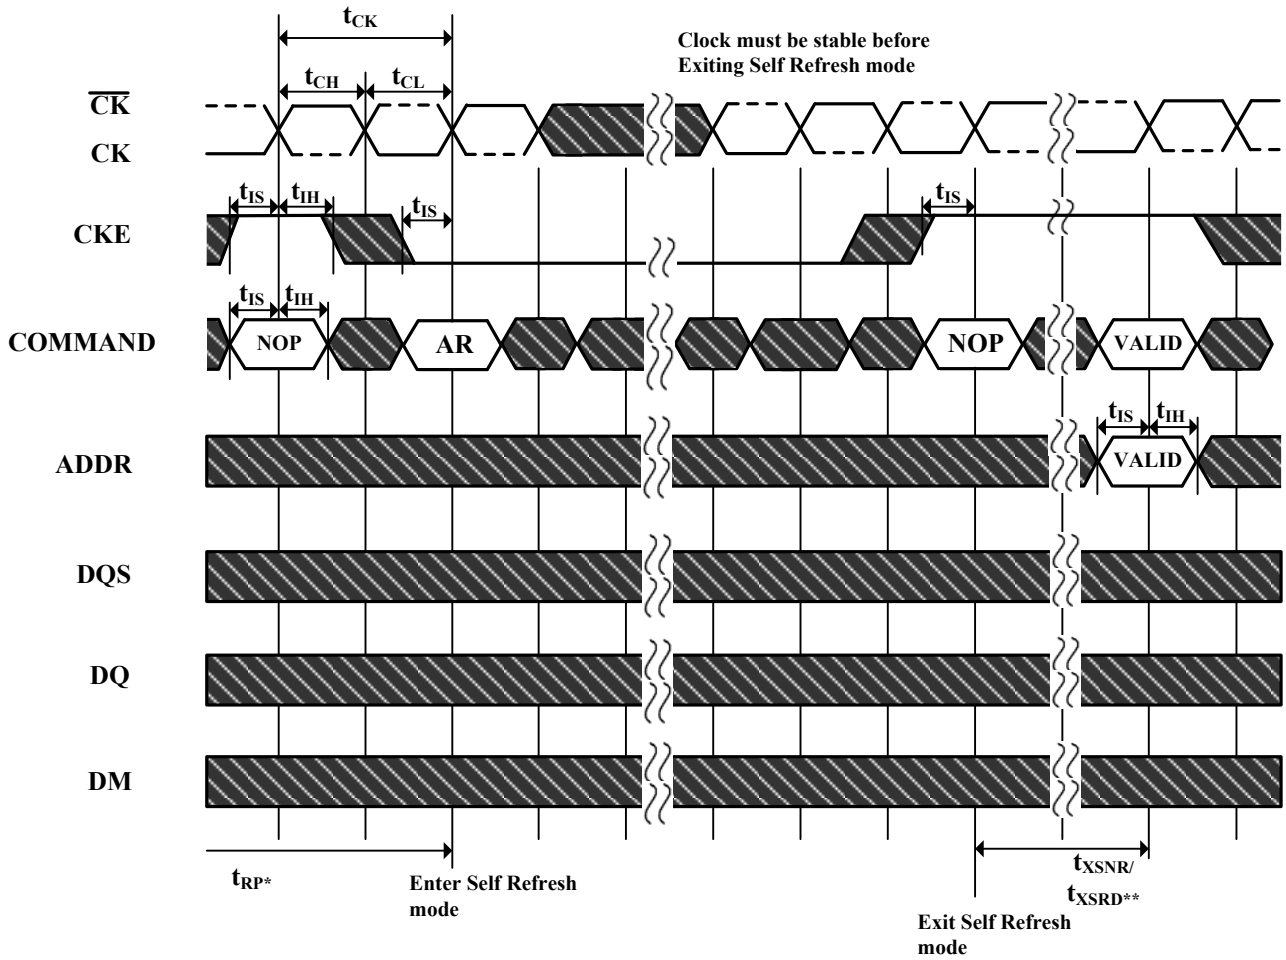 tCK
Clock must be stable before
Exiting Self Refresh mode
tCH
tCL
CK
CK
tIS
tIH
tIS
tIS
CKE
tIS
tIH
COMMAND
NOP
AR
NOP
VALID
tIS
tIH
ADDR
VALID
DQS
DQ
DM
tRP*
Enter Self Refresh
mode
tXSNR/
tXSRD**
Exit Self Refresh
mode